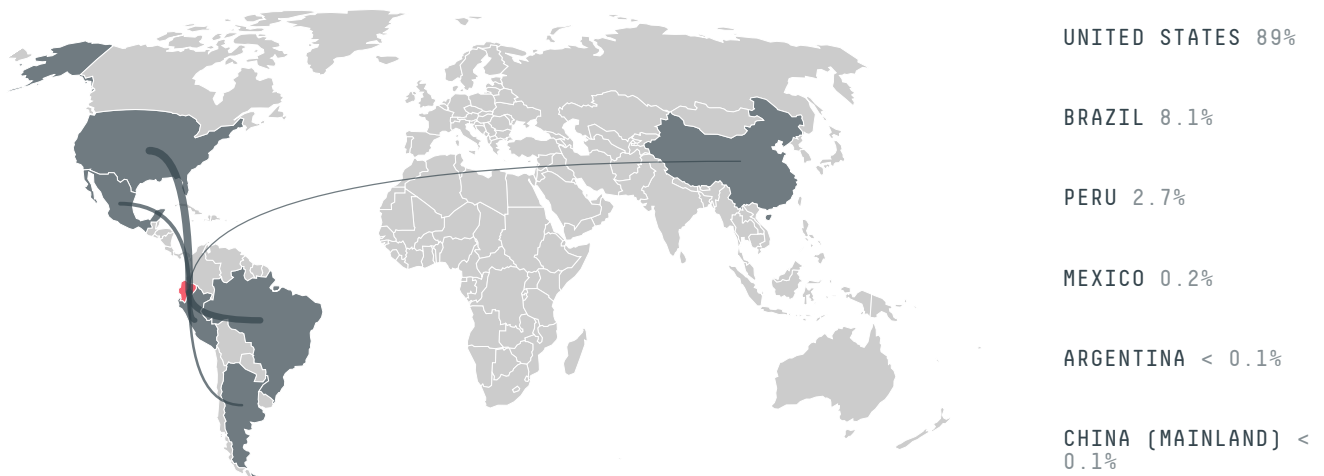 UNITED STATES 89%
BRAZIL 8.1%
PERU 2.7%
MEXICO 0.2%
ARGENTINA < 0.1%
CHINA (MAINLAND) <
0.1%